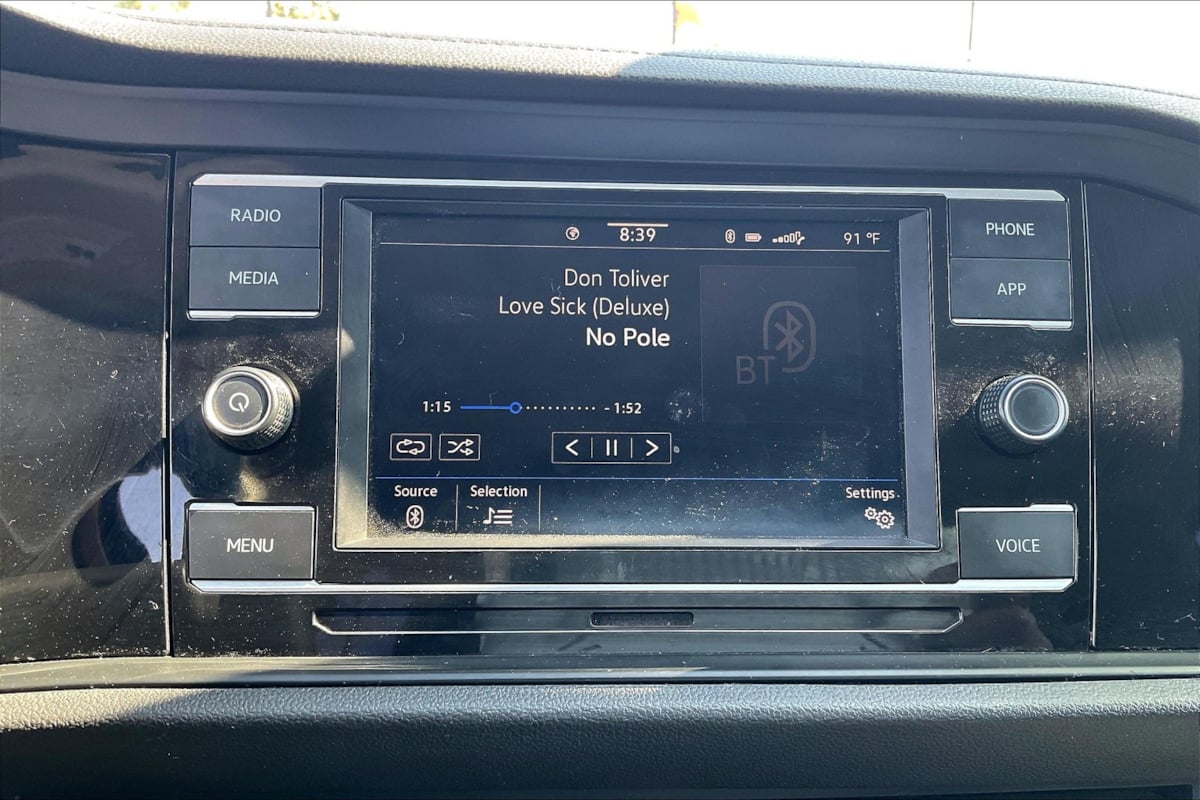 RADIO
MEDIA
MENU
8:39
91 °F
Don Toliver
Love Sick (Deluxe)
No Pole
BT
1:15
-1:52
Source
Selection
Settings
PHONE
APP
VOICE